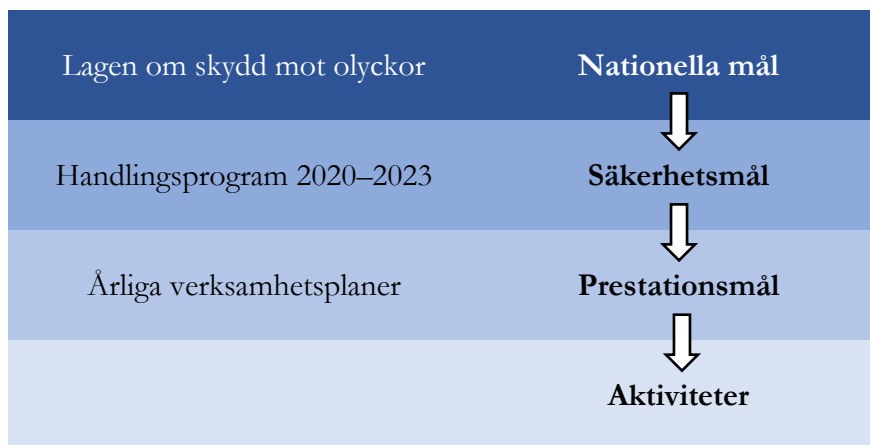 Lagen om skydd mot olyckor
Nationella mål
Handlingsprogram 2020–2023
Säkerhetsmål
Årliga verksamhetsplaner
Prestationsmål
Aktiviteter